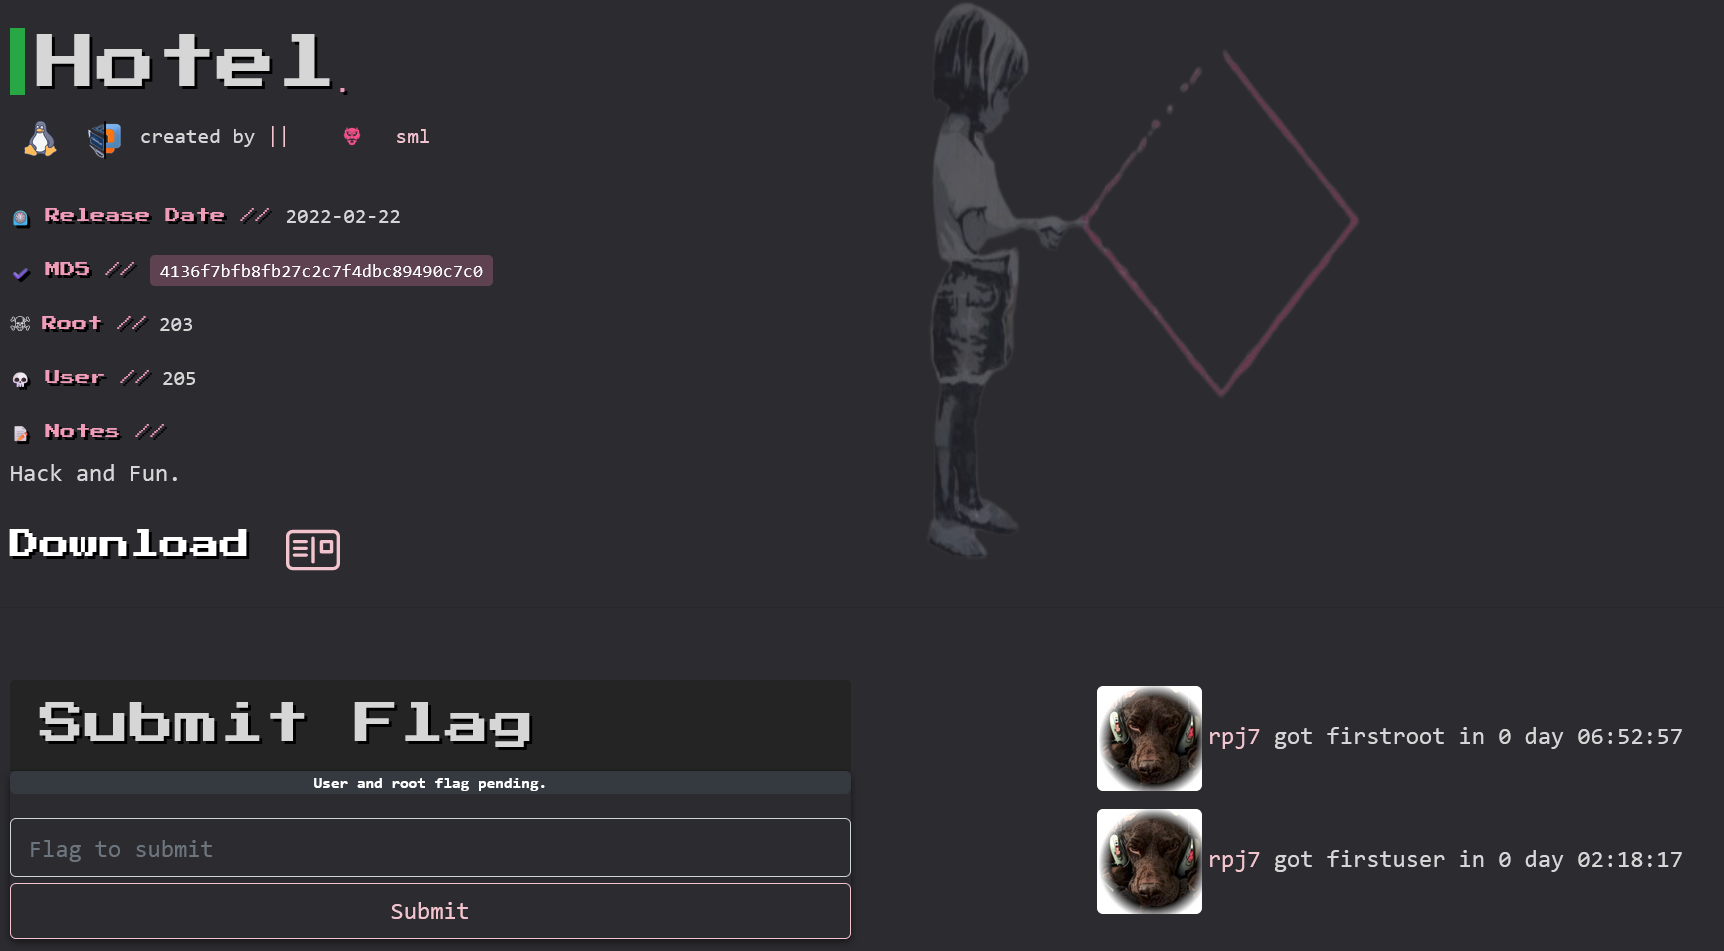 Hotel.
created by || sml
Release Date // 2022-02-22
MD5 // 4136f7bfb8fb27c2c7f4dbc89490c7c0
Root // 203
User // 205
Notes //
Hack and Fun.
Download
Submit Flag
User and root flag pending.
Flag to submit
Submit
rpj7 got firstroot in 0 day 06:52:57
rpj7 got firstuser in 0 day 02:18:17